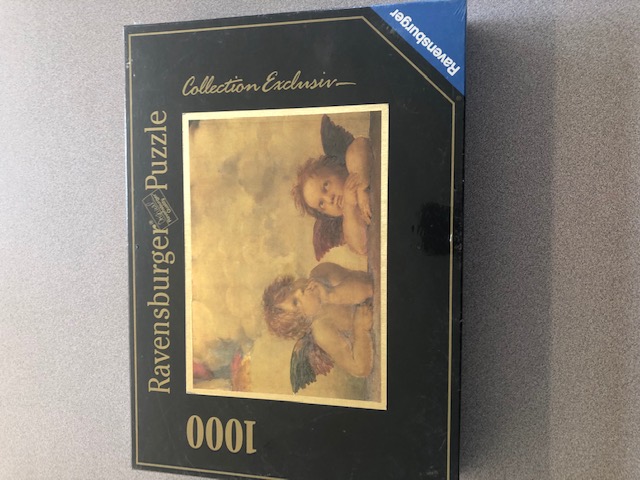 Ravensburger
Collection Exclusiv
Ravensburger Puzzle
1000